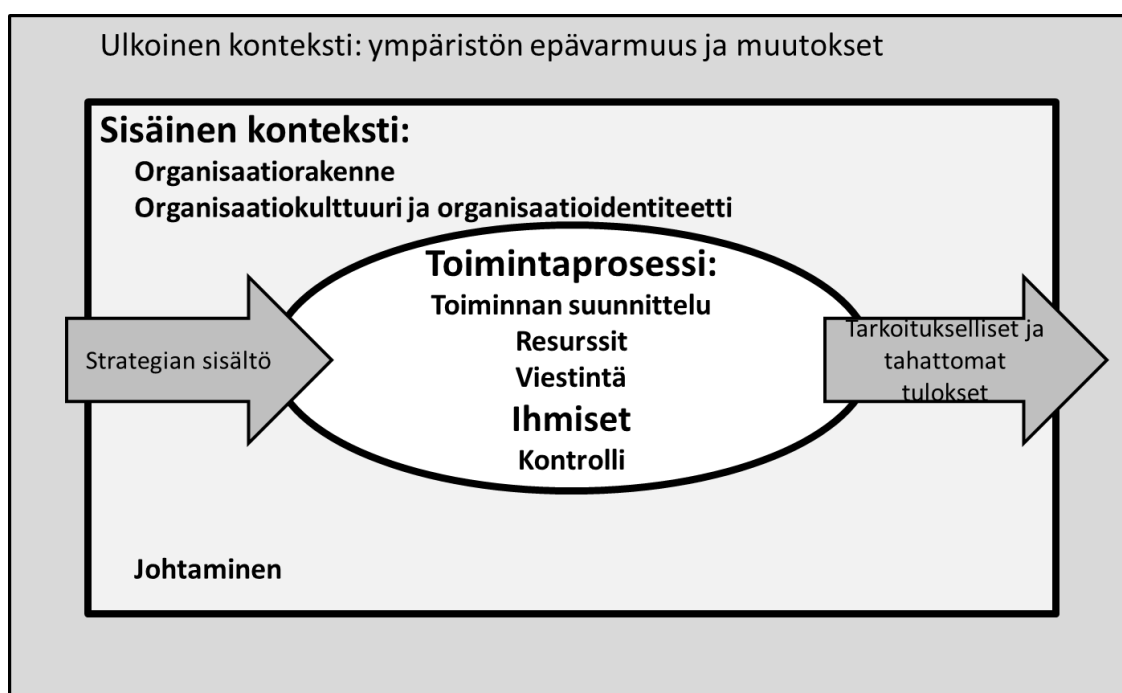 Ulkoinen konteksti: ympäristön epävarmuus ja muutokset
Sisäinen konteksti:
Organisaatiorakenne
Organisaatiokulttuuri ja organisaatioidentiteetti
Toimintaprosessi:
Toiminnan suunnittelu
Resurssit
Viestintä
Ihmiset
Kontrolli
Strategian sisältö
Tarkoitukselliset ja
tahattomat
tulokset
Johtaminen